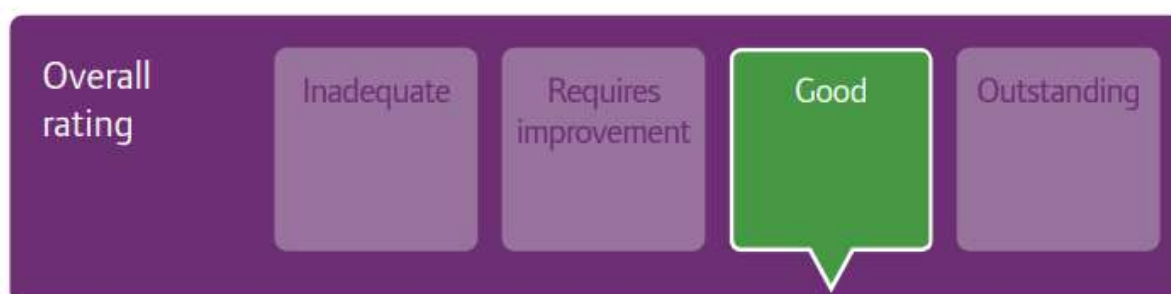 Overall
rating
Inadequate
Requires
improvement
Good
Outstanding